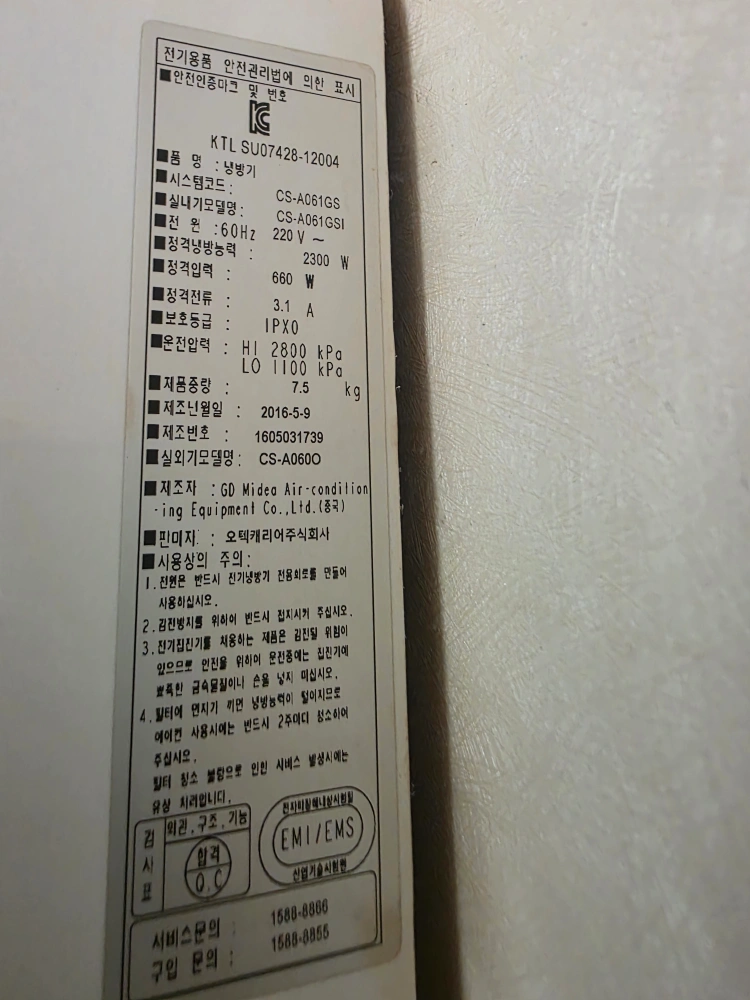 전기용품 안전관리법에 의한 표시
■안전인증마크 및 번호
KTL SU07428-12004
■품 명 : 냉방기
■시스템코드 : CS-A061GS
■실내기모델명 : CS-A061GSI
■전 원 : 60Hz 220 V ~
■정격냉방능력 : 2300 W
■정격입력 : 660 W
■정격전류 : 3.1 A
■보호등급 : IPX0
■운전압력 : HI 2800 kPa
LO 1100 kPa
■제품중량 : 7.5 kg
■제조년월일 : 2016-5-9
■제조번호 : 1605031739
■실외기모델명 : CS-A060O
■제조자 : GD Midea Air-condition
-ing Equipment Co.,Ltd.(중국)
■판매자 : 오텍캐리어주식회사
■사용상의 주의 :
1. 전원은 반드시 전기냉방기 전용회로를 만들어
사용하십시오.
2. 감전방지를 위하여 반드시 접지시켜 주십시오.
3. 전기집진기를 사용하는 제품은 감전될 위험이
있으므로 안전을 위하여 운전중에는 집진기에
뾰족한 금속물질이나 손을 넣지 마십시오.
4. 필터에 먼지가 끼면 냉방능력이 떨어지므로
에어컨 사용시에는 반드시 2주마다 청소하여
주십시오.
필터 청소 불량으로 인한 서비스 발생시에는
유상 처리됩니다.
검사표
외관.구조.기능
합격
Q.C
EMI/EMS
산업기술시험원
서비스문의 : 1588-8866
구입 문의 : 1588-8855